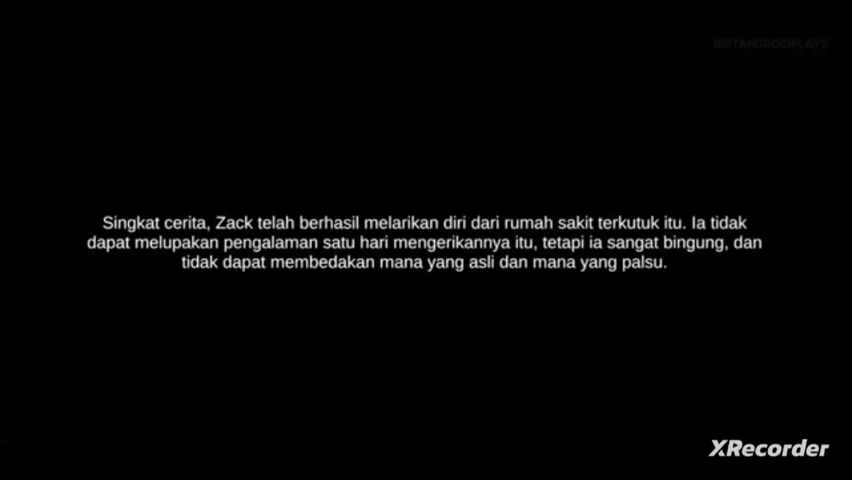 Singkat cerita, Zack telah berhasil melarikan diri dari rumah sakit terkutuk itu. Ia tidak
dapat melupakan pengalaman satu hari mengerikannya itu, tetapi ia sangat bingung, dan
tidak dapat membedakan mana yang asli dan mana yang palsu.
XRecorder